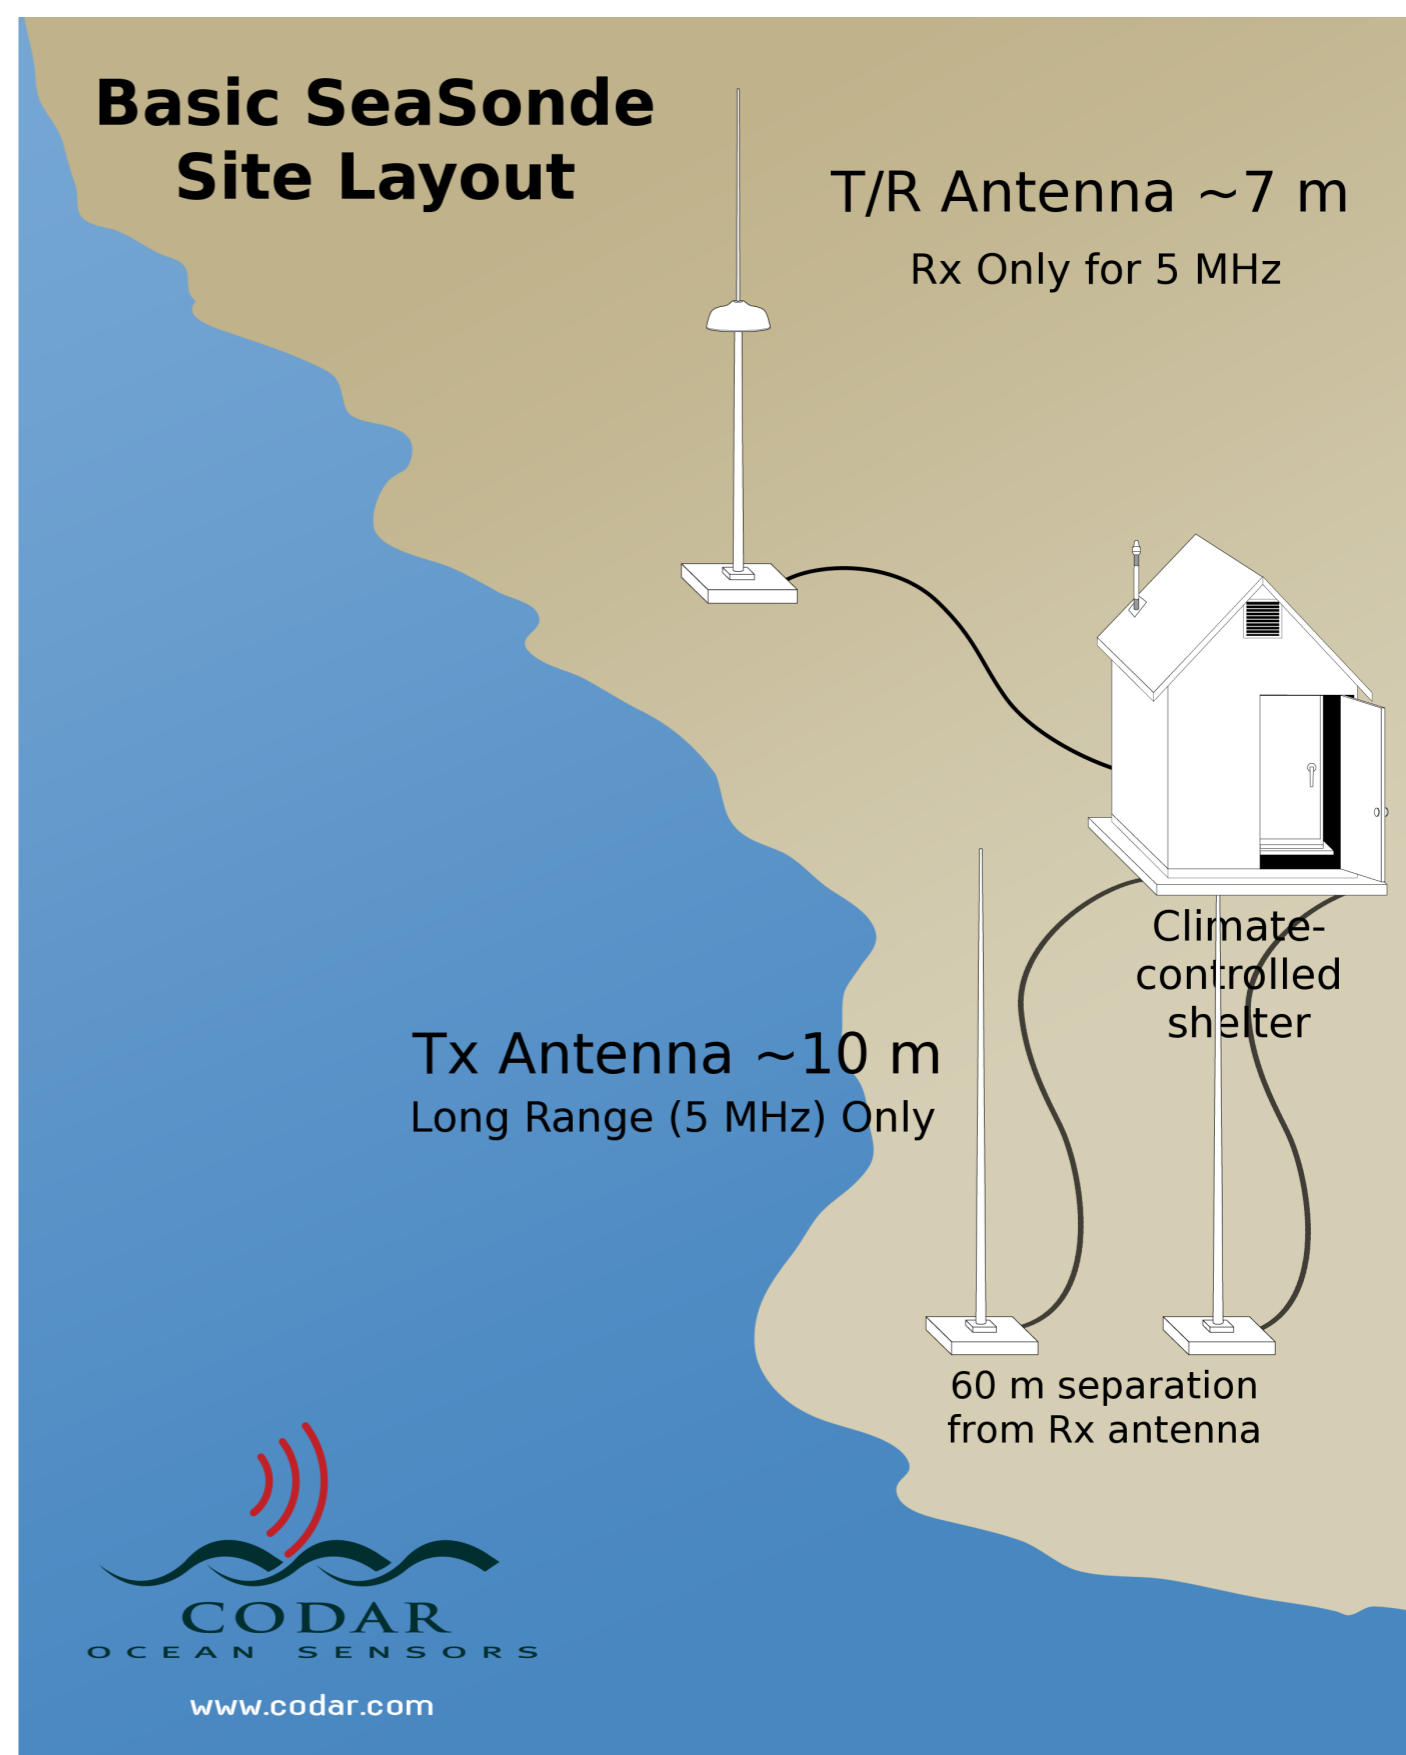 Basic SeaSonde
Site Layout
T/R Antenna ~7 m
Rx Only for 5 MHz
Climate-
controlled
shelter
Tx Antenna ~10 m
Long Range (5 MHz) Only
60 m separation
from Rx antenna
CODAR
OCEAN SENSORS
www.codar.com